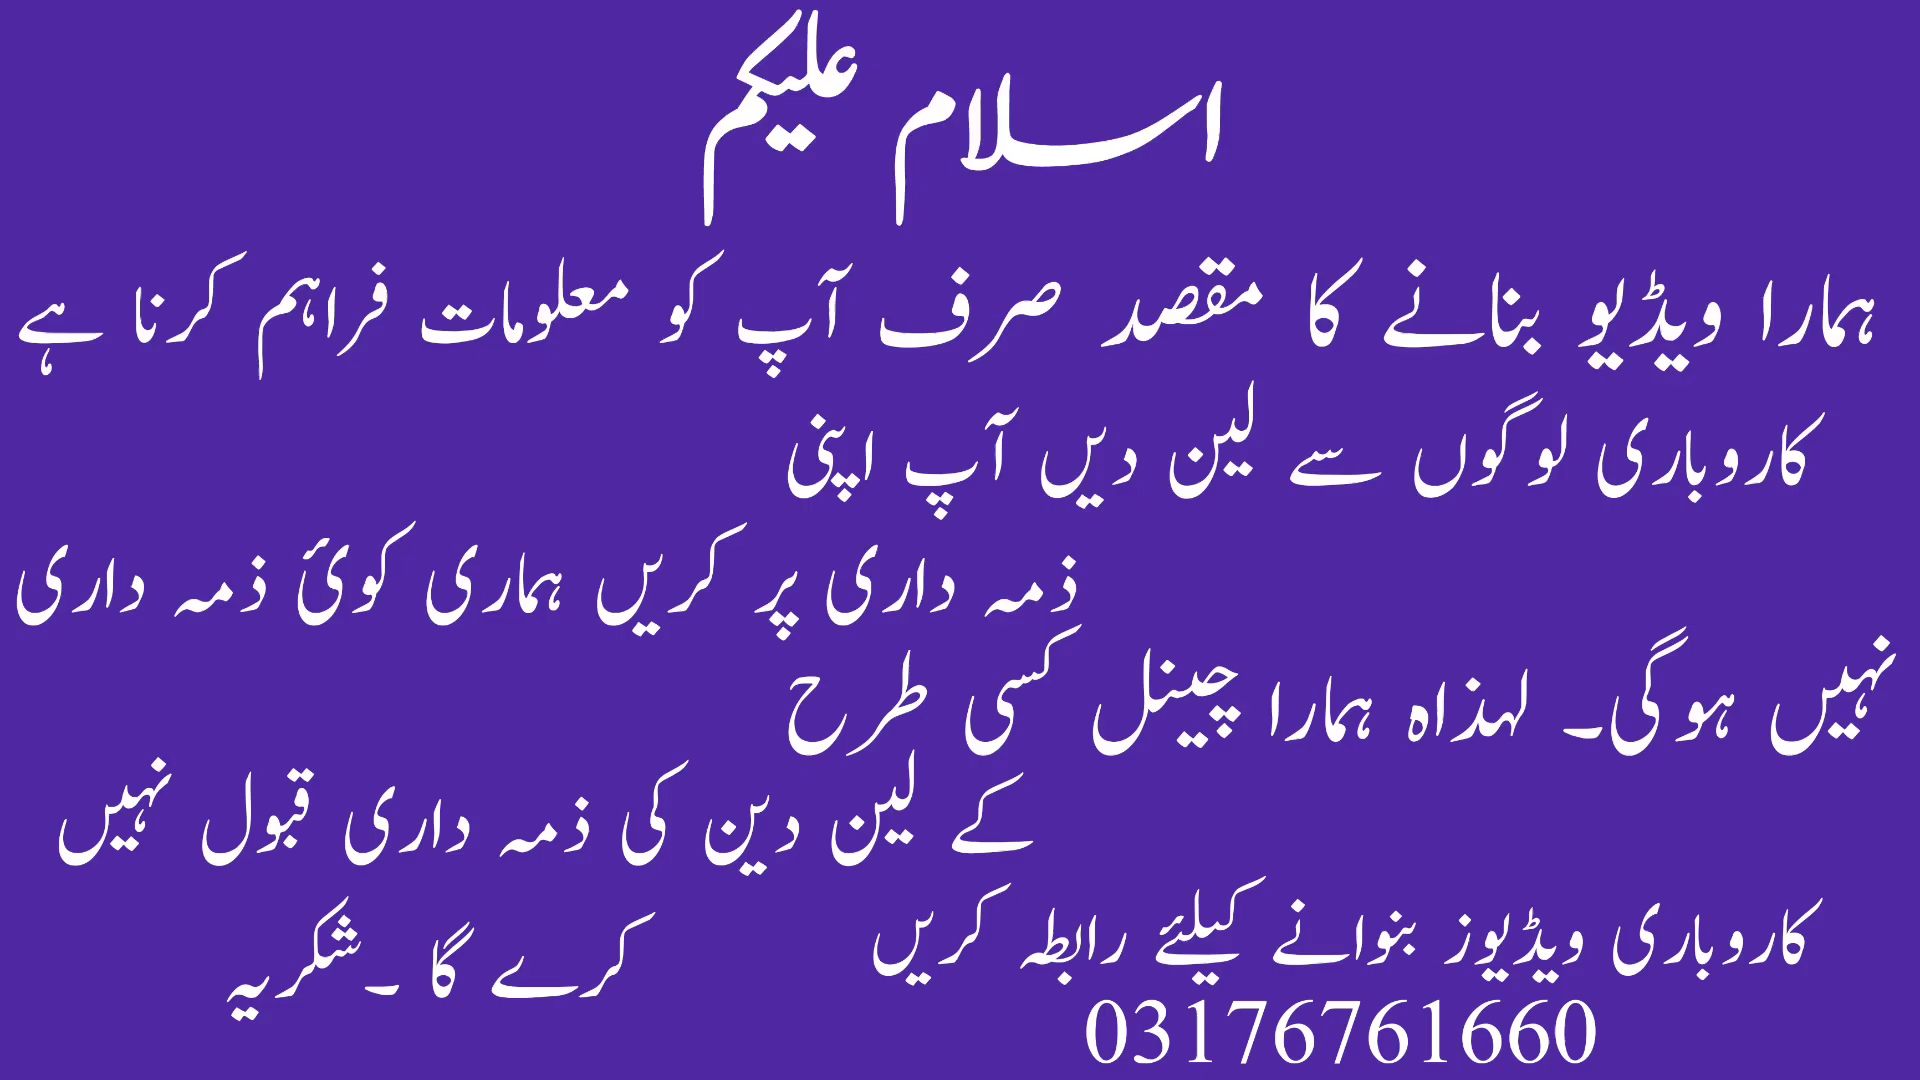 اسلام علیکم
ہمارا ویڈیو بنانے کا مقصد صرف آپ کو معلومات فراہم کرنا ہے
کاروباری لوگوں سے لین دیں آپ اپنی
ذمہ داری پر کریں ہماری کوئ ذمہ داری
نہیں ہوگی۔ لہذاہ ہمارا چینل کسی طرح
کے لین دین کی ذمہ داری قبول نہیں
کرے گا ۔شکریہ
کاروباری ویڈیوز بنوانے کیلئے رابطہ کریں
03176761660